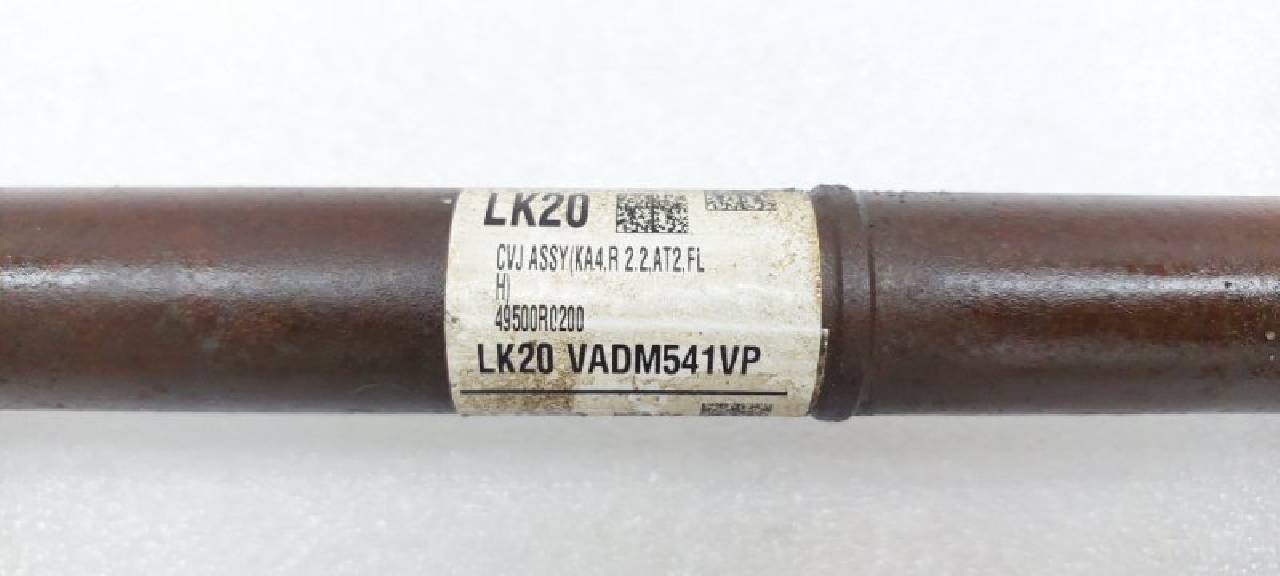 LK20
CVJ ASSY(KA4,R 2.2,AT2,FL
H)
49500R0200
LK20 VADM541VP